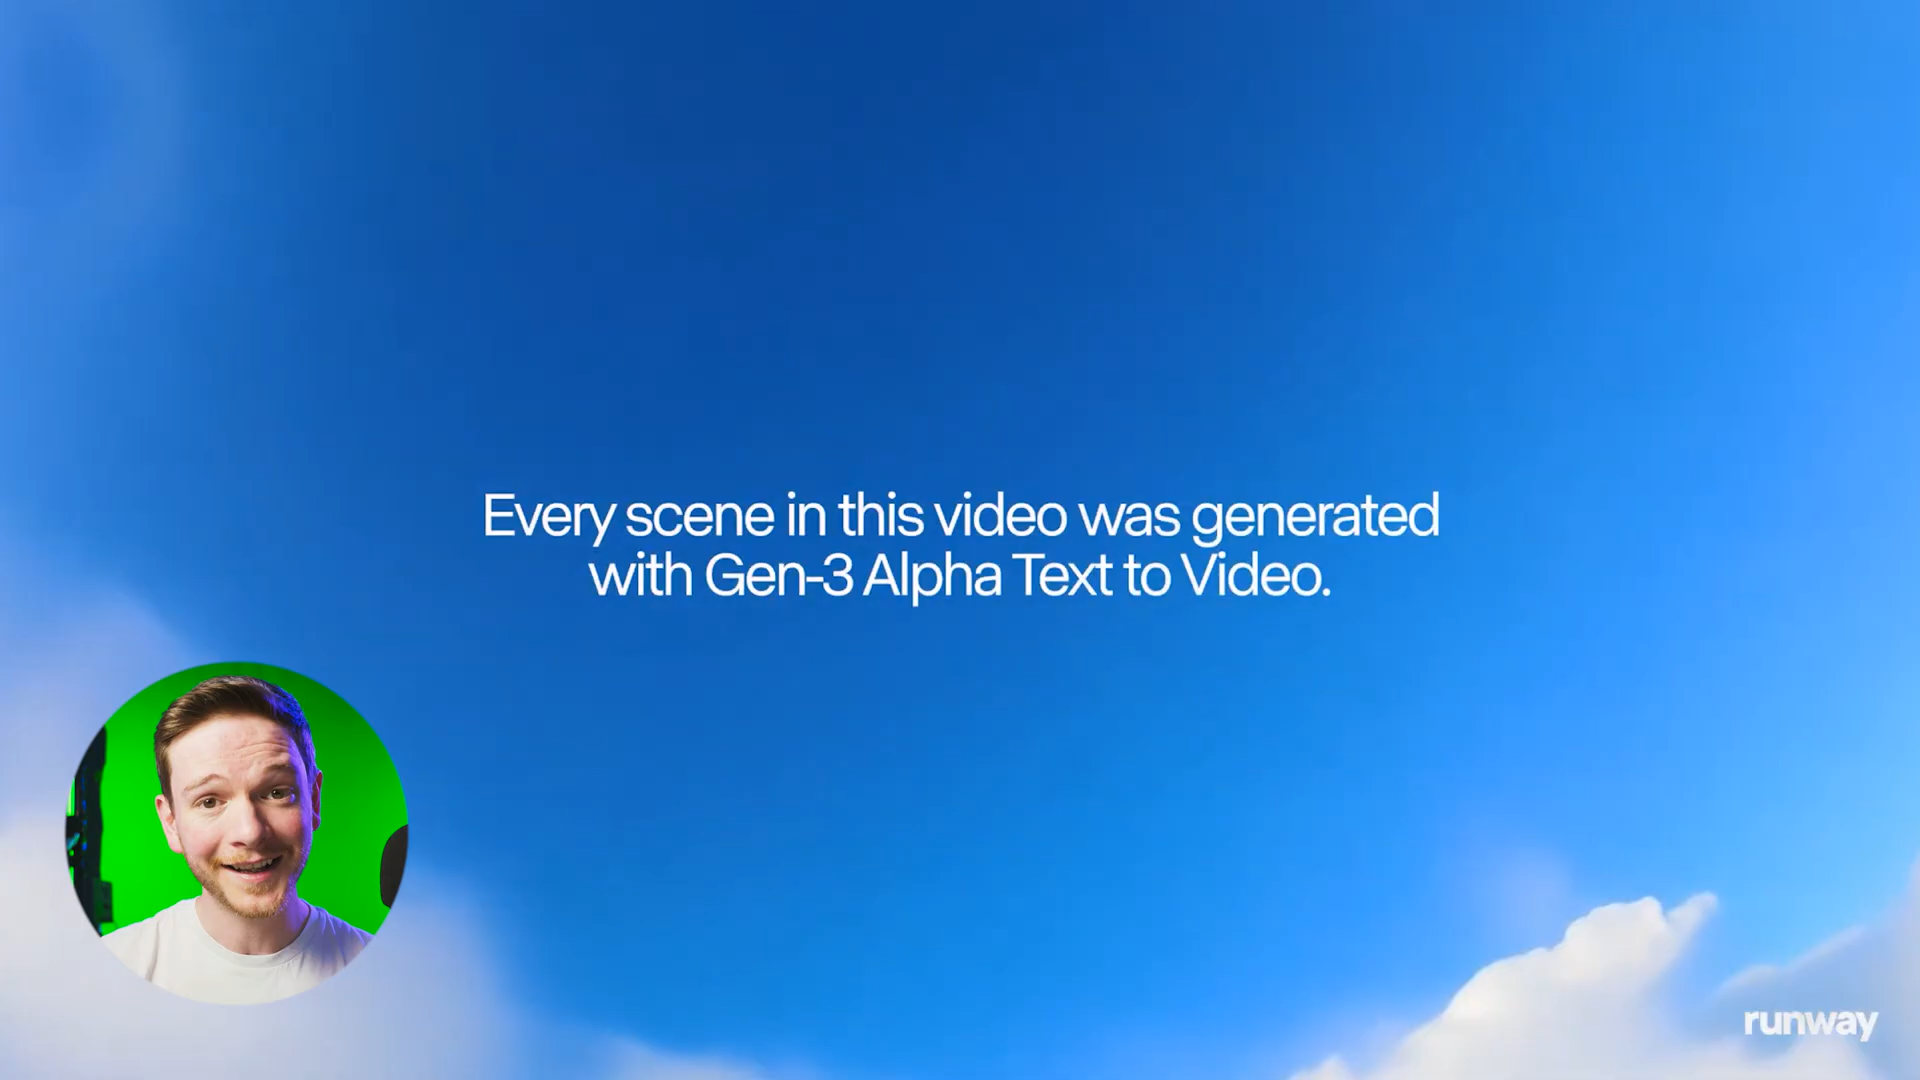 Every scene in this video was generated
with Gen-3 Alpha Text to Video.
runway